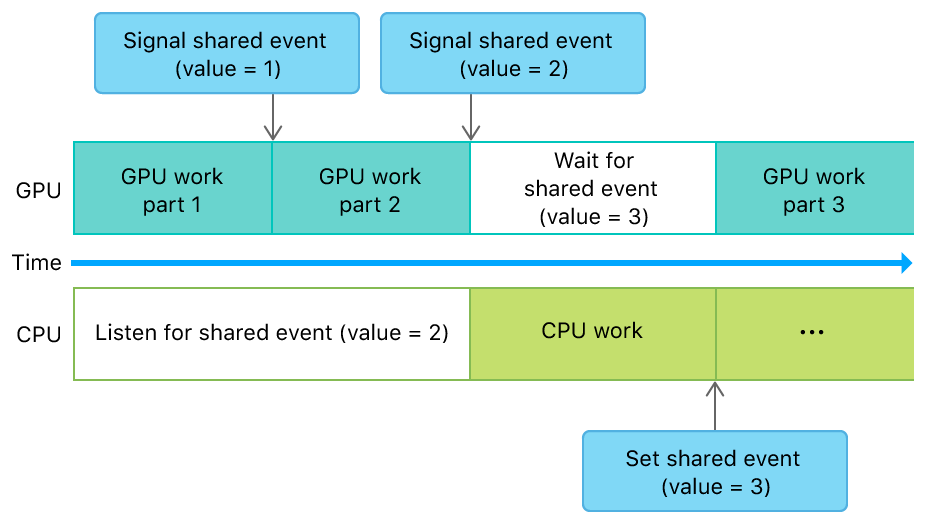 Signal shared event
(value = 1)
Signal shared event
(value = 2)
GPU
GPU work
part 1
GPU work
part 2
Wait for
shared event
(value = 3)
GPU work
part 3
Time
CPU
Listen for shared event (value = 2)
CPU work
•••
Set shared event
(value = 3)